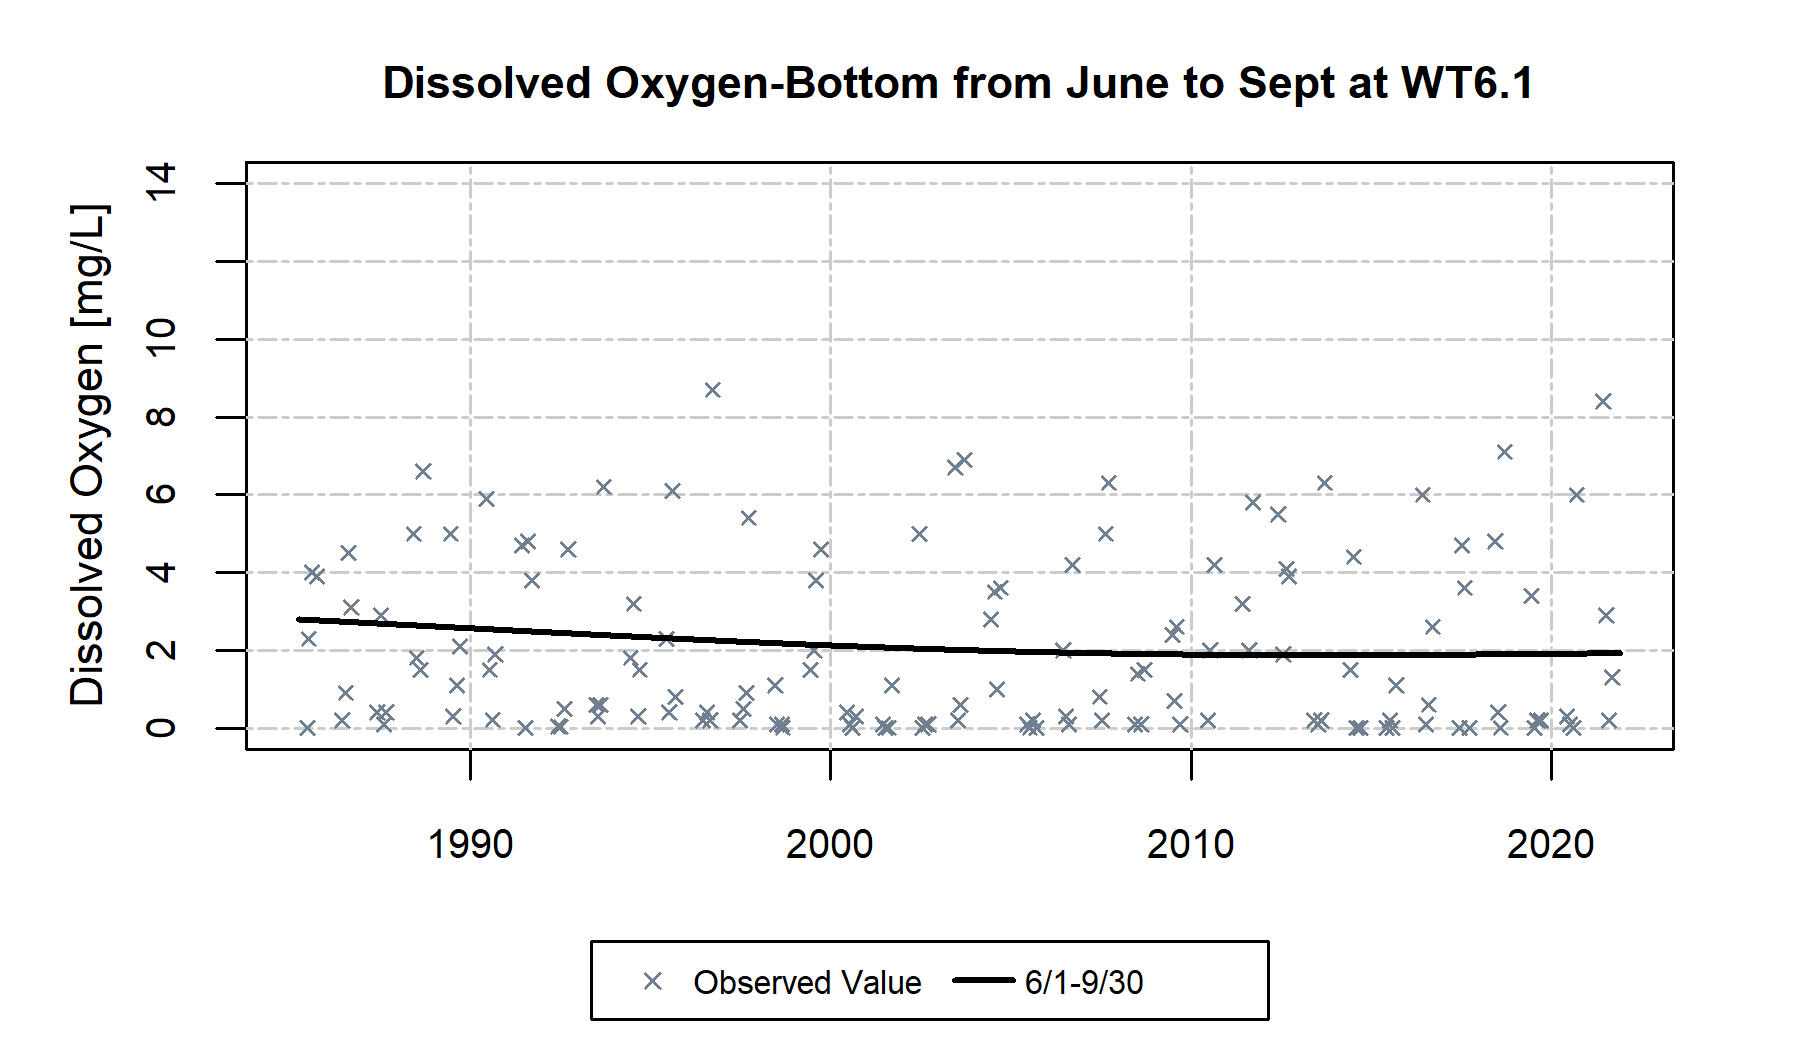 Dissolved Oxygen-Bottom from June to Sept at WT6.1
Dissolved Oxygen [mg/L]
14
10
8
6
4
2
0
1990 2000 2010 2020
Observed Value 6/1-9/30